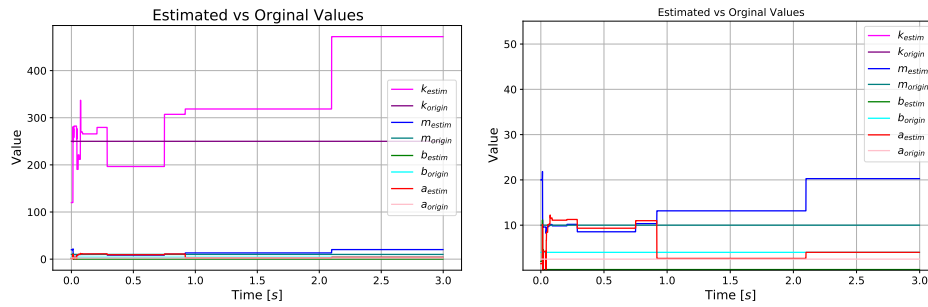 Estimated vs Orginal Values
Value
400
300
200
100
0
0.0 0.5 1.0 1.5 2.0 2.5 3.0
Time [s]
k_estim
k_origin
m_estim
m_origin
b_estim
b_origin
a_estim
a_origin
Estimated vs Orginal Values
Value
50
40
30
20
10
0
0.0 0.5 1.0 1.5 2.0 2.5 3.0
Time [s]
k_estim
k_origin
m_estim
m_origin
b_estim
b_origin
a_estim
a_origin